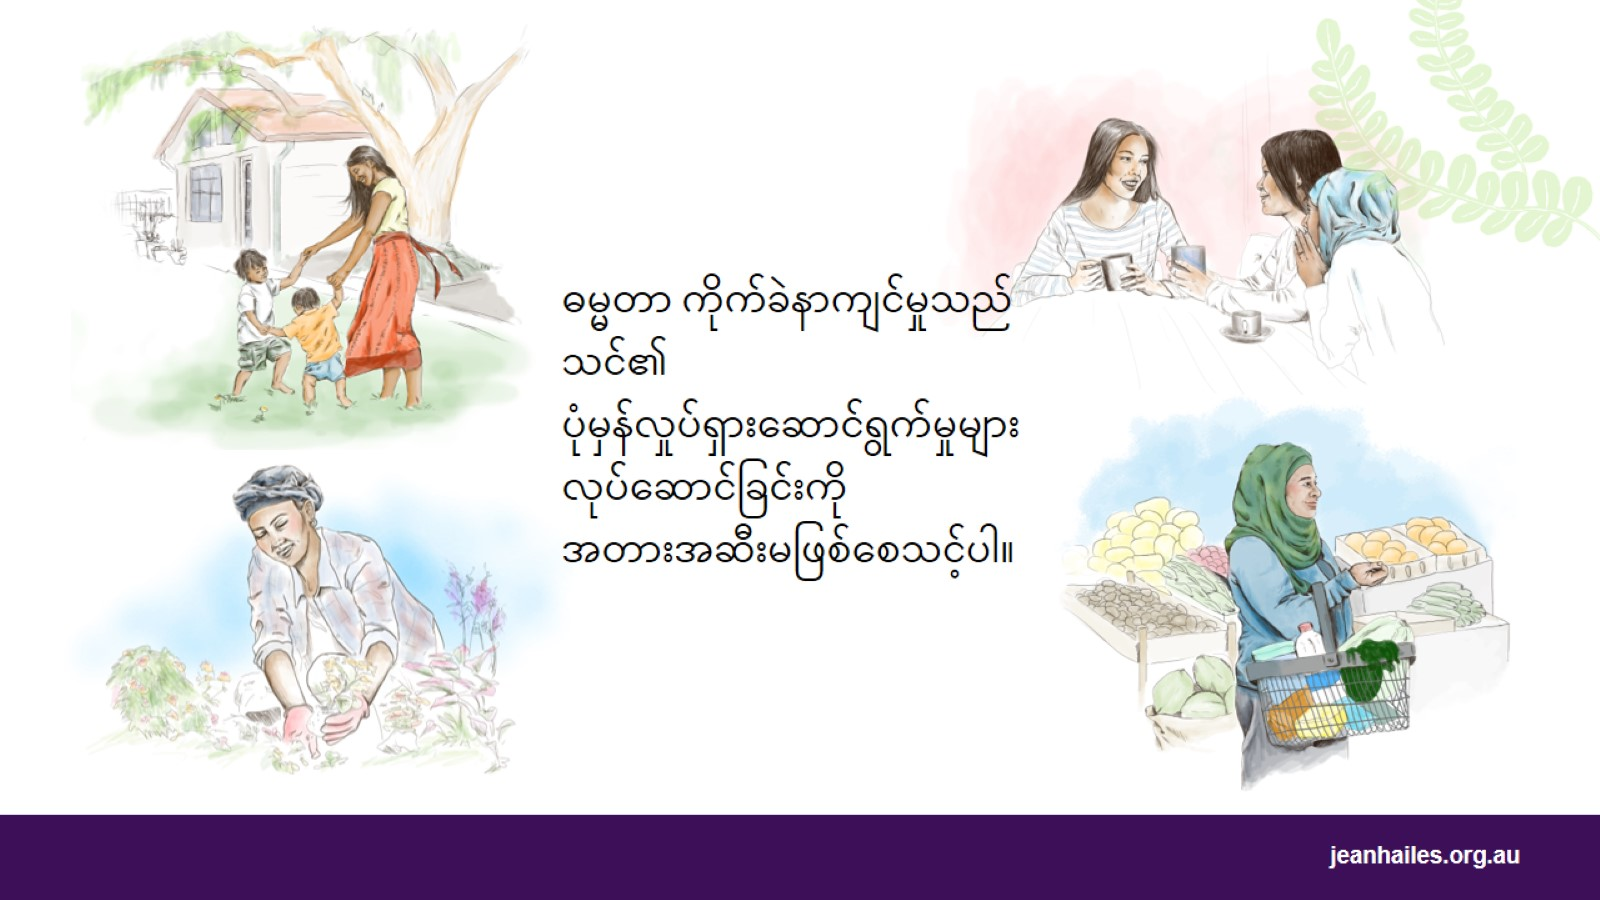 ဓမ္မတာ ကိုက်ခဲနာကျင်မှုသည်
သင်၏
ပုံမှန်လှုပ်ရှားဆောင်ရွက်မှုများ
လုပ်ဆောင်ခြင်းကို
အတားအဆီးမဖြစ်စေသင့်ပါ။
jeanhailes.org.au